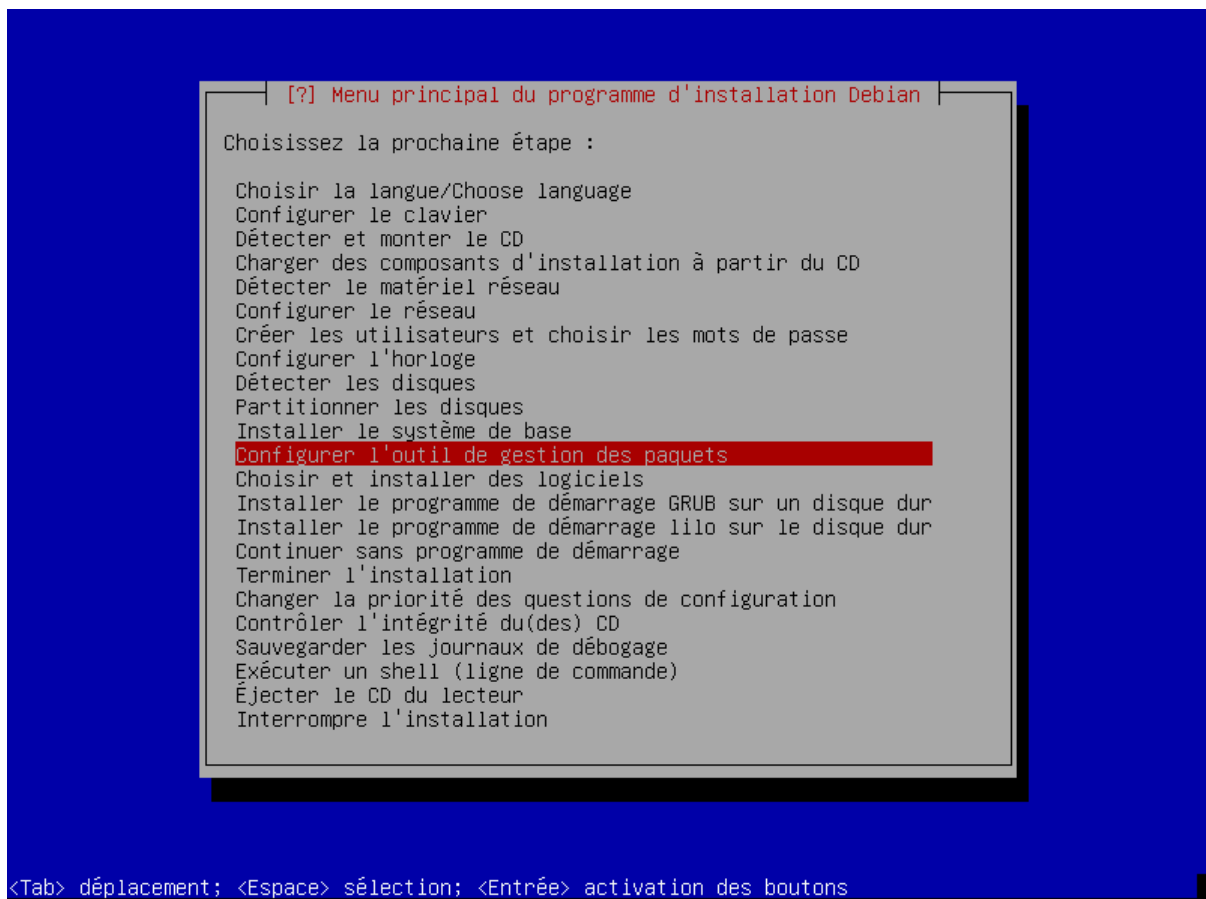 [?] Menu principal du programme d'installation Debian
Choisissez la prochaine étape :
Choisir la langue/Choose language
Configurer le clavier
Détecter et monter le CD
Charger des composants d'installation à partir du CD
Détecter le matériel réseau
Configurer le réseau
Créer les utilisateurs et choisir les mots de passe
Configurer l'horloge
Détecter les disques
Partitionner les disques
Installer le système de base
Configurer l'outil de gestion des paquets
Choisir et installer des logiciels
Installer le programme de démarrage GRUB sur un disque dur
Installer le programme de démarrage lilo sur le disque dur
Continuer sans programme de démarrage
Terminer l'installation
Changer la priorité des questions de configuration
Contrôler l'intégrité du(des) CD
Sauvegarder les journaux de débogage
Exécuter un shell (ligne de commande)
Éjecter le CD du lecteur
Interrompre l'installation
<Tab> déplacement; <Espace> sélection; <Entrée> activation des boutons